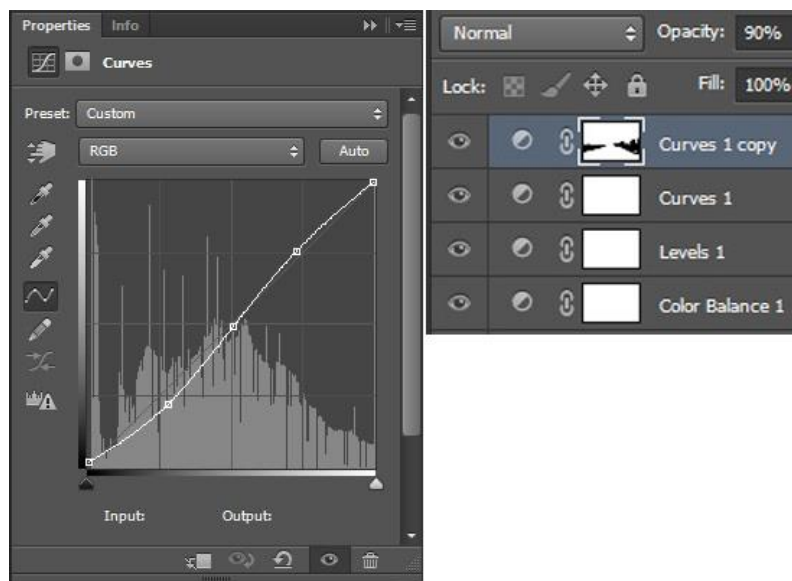 Properties Info
Curves
Preset: Custom
RGB Auto
Input: Output:
Normal Opacity: 90%
Lock: Fill: 100%
Curves 1 copy
Curves 1
Levels 1
Color Balance 1